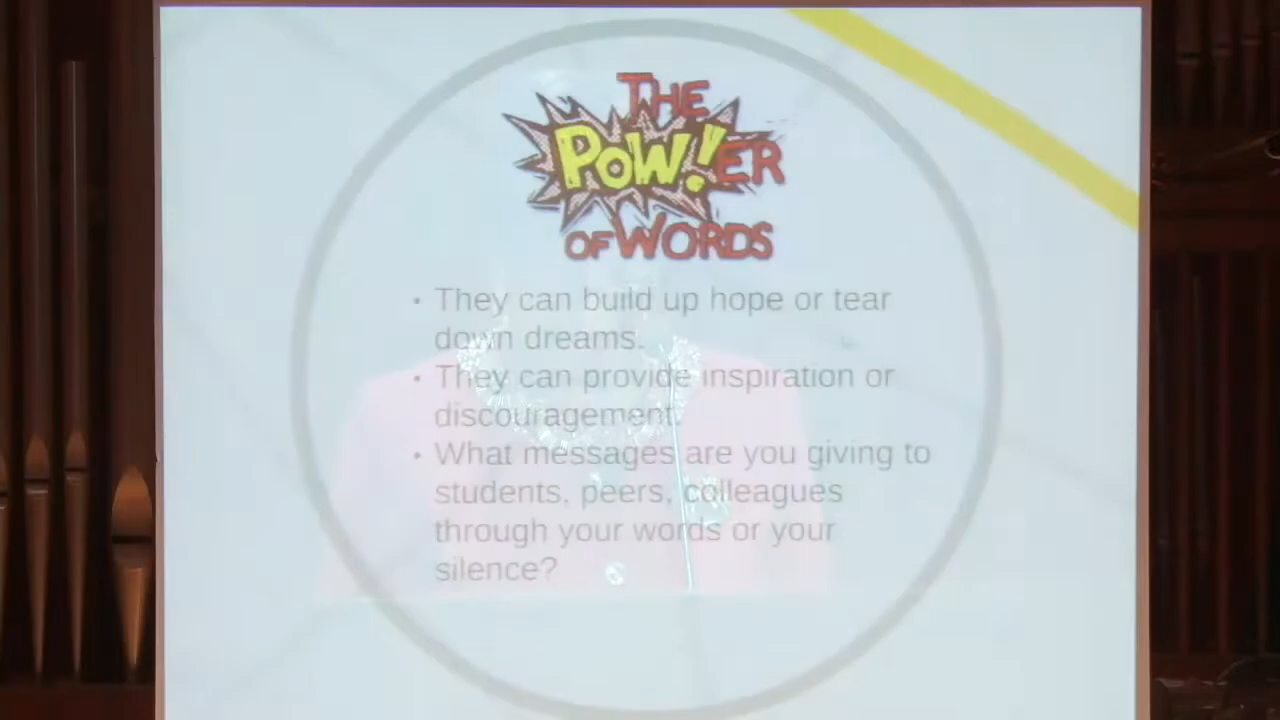 THE
POW!ER
OF WORDS
• They can build up hope or tear
down dreams.
• They can provide inspiration or
discouragement.
• What messages are you giving to
students, peers, colleagues
through your words or your
silence?